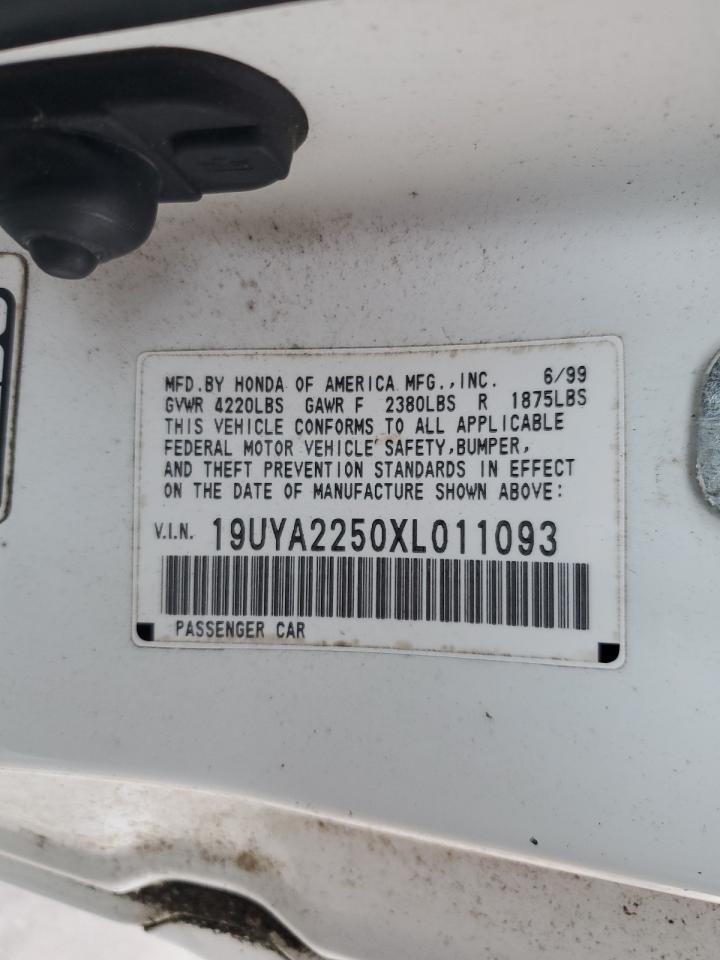 MFD.BY HONDA OF AMERICA MFG.,INC. 6/99
GVWR 4220LBS GAWR F 2380LBS R 1875LBS
THIS VEHICLE CONFORMS TO ALL APPLICABLE
FEDERAL MOTOR VEHICLE SAFETY,BUMPER,
AND THEFT PREVENTION STANDARDS IN EFFECT
ON THE DATE OF MANUFACTURE SHOWN ABOVE:
V.I.N. 19UYA2250XL011093
PASSENGER CAR